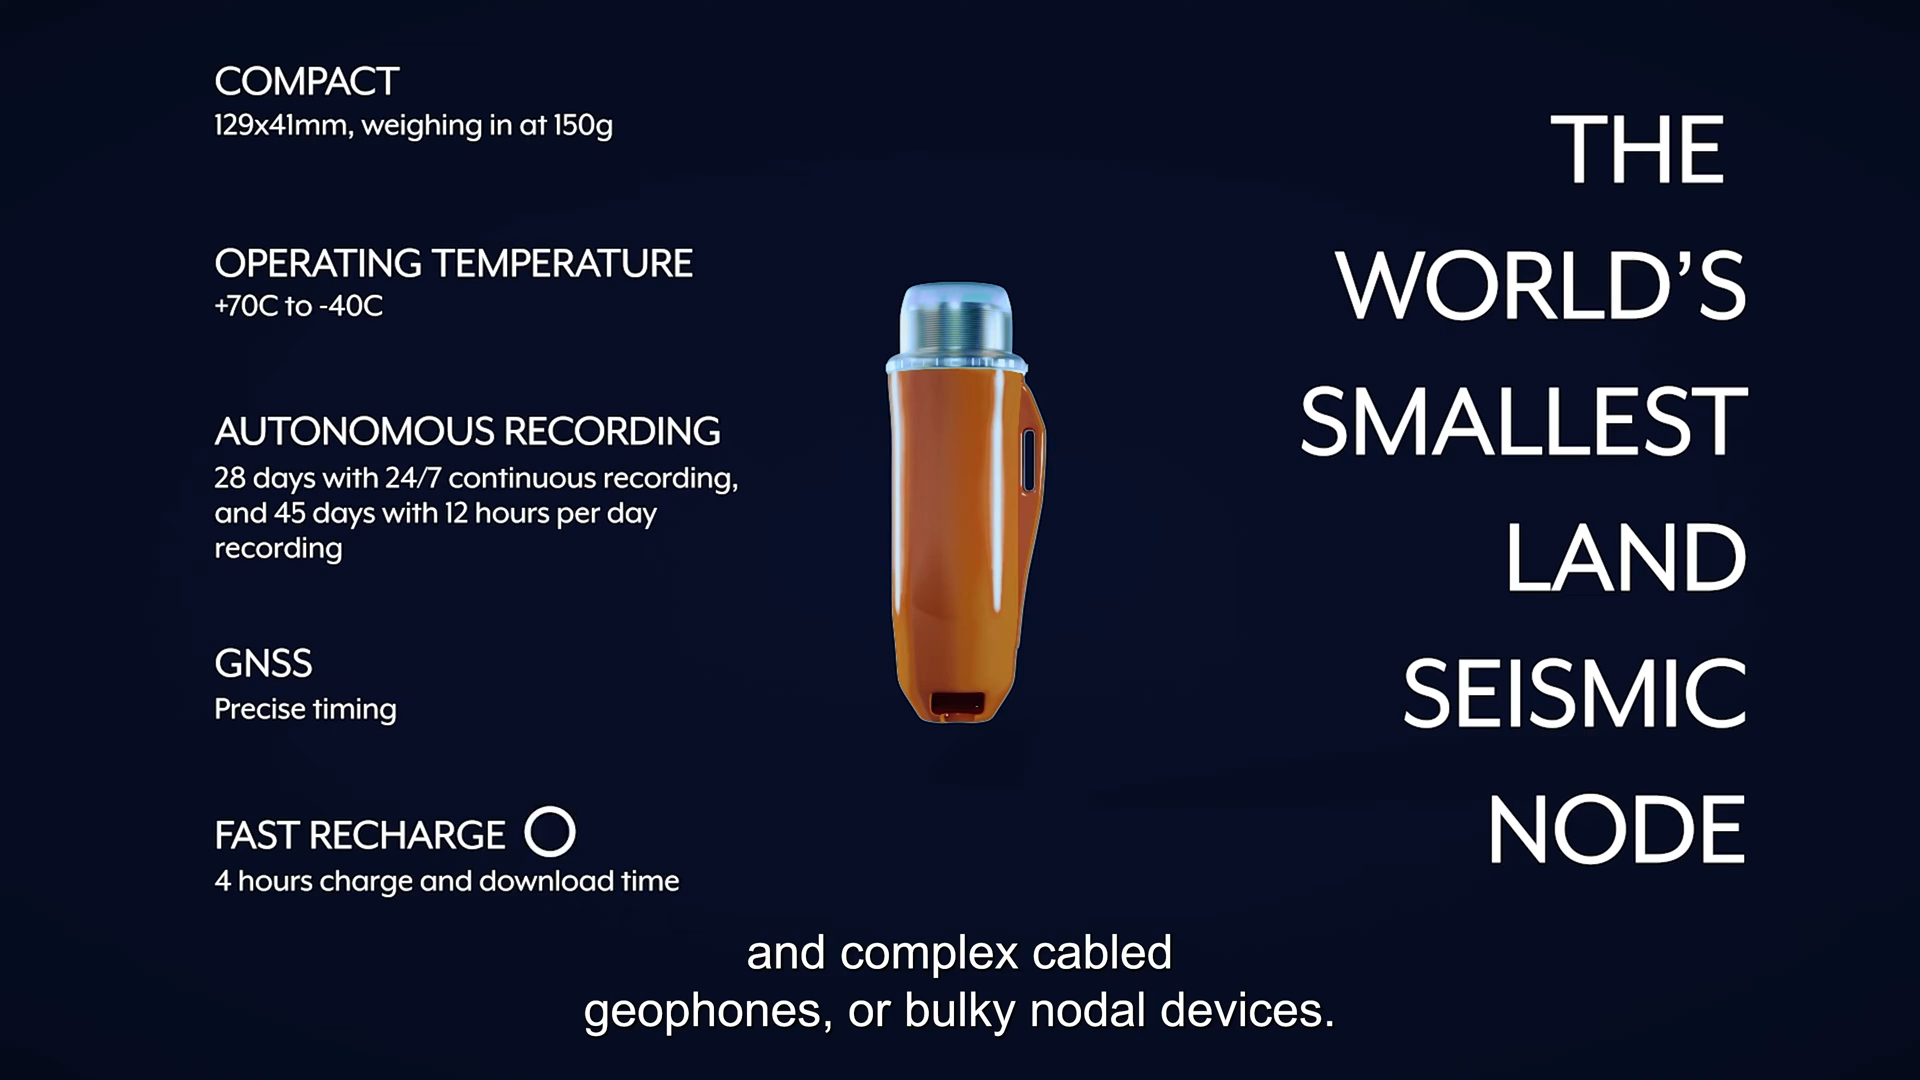 COMPACT
129x41mm, weighing in at 150g
OPERATING TEMPERATURE
+70C to -40C
AUTONOMOUS RECORDING
28 days with 24/7 continuous recording,
and 45 days with 12 hours per day
recording
GNSS
Precise timing
FAST RECHARGE
4 hours charge and download time
THE
WORLD’S
SMALLEST
LAND
SEISMIC
NODE
and complex cabled
geophones, or bulky nodal devices.